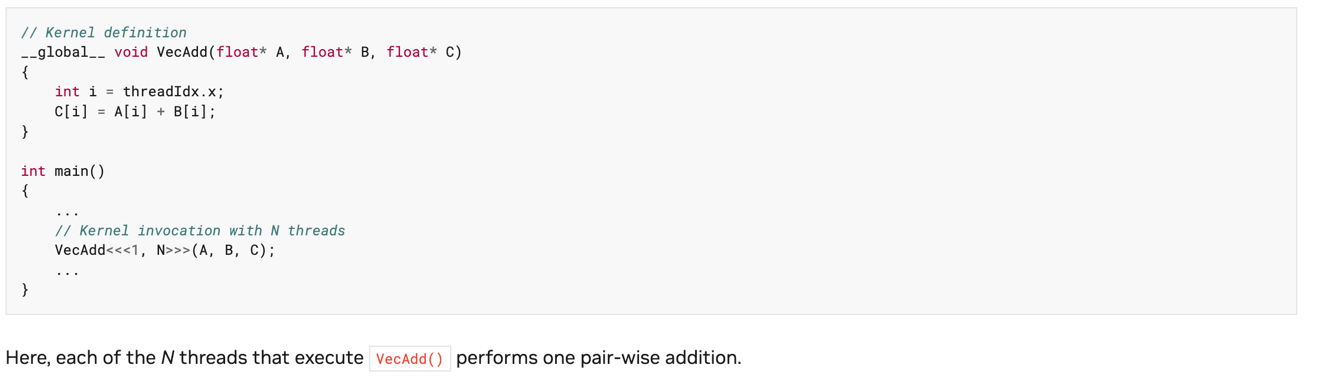 // Kernel definition
__global__ void VecAdd(float* A, float* B, float* C)
{
    int i = threadIdx.x;
    C[i] = A[i] + B[i];
}
int main()
{
    ...
    // Kernel invocation with N threads
    VecAdd<<<1, N>>>(A, B, C);
    ...
}
Here, each of the N threads that execute VecAdd() performs one pair-wise addition.